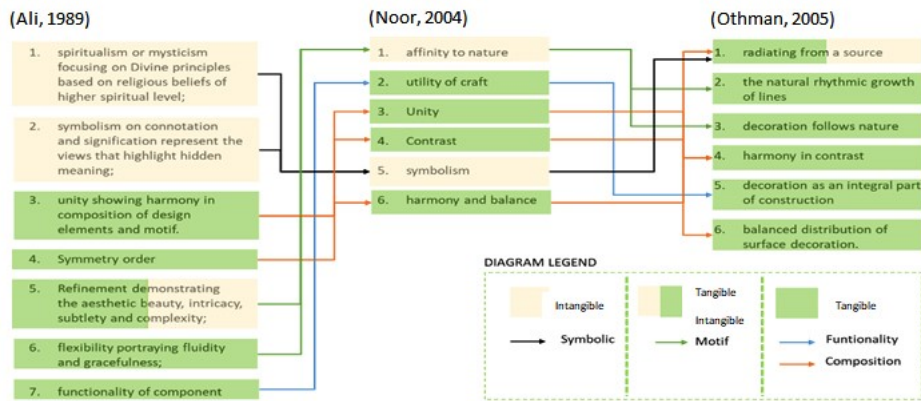 (Ali, 1989)
1. spiritualism or mysticism
focusing on Divine principles
based on religious beliefs of
higher spiritual level;
2. symbolism on connotation
and signification represent the
views that highlight hidden
meaning;
3. unity showing harmony in
composition of design
elements and motif.
4. Symmetry order
5. Refinement demonstrating
the aesthetic beauty, intricacy,
subtlety and complexity;
6. flexibility portraying fluidity
and gracefulness;
7. functionality of component
(Noor, 2004)
1. affinity to nature
2. utility of craft
3. Unity
4. Contrast
5. symbolism
6. harmony and balance
(Othman, 2005)
1. radiating from a source
2. the natural rhythmic growth
of lines
3. decoration follows nature
4. harmony in contrast
5. decoration as an integral part
of construction
6. balanced distribution of
surface decoration.
DIAGRAM LEGEND
Intangible
Symbolic
Tangible
Intangible
Motif
Tangible
Funtionality
Composition